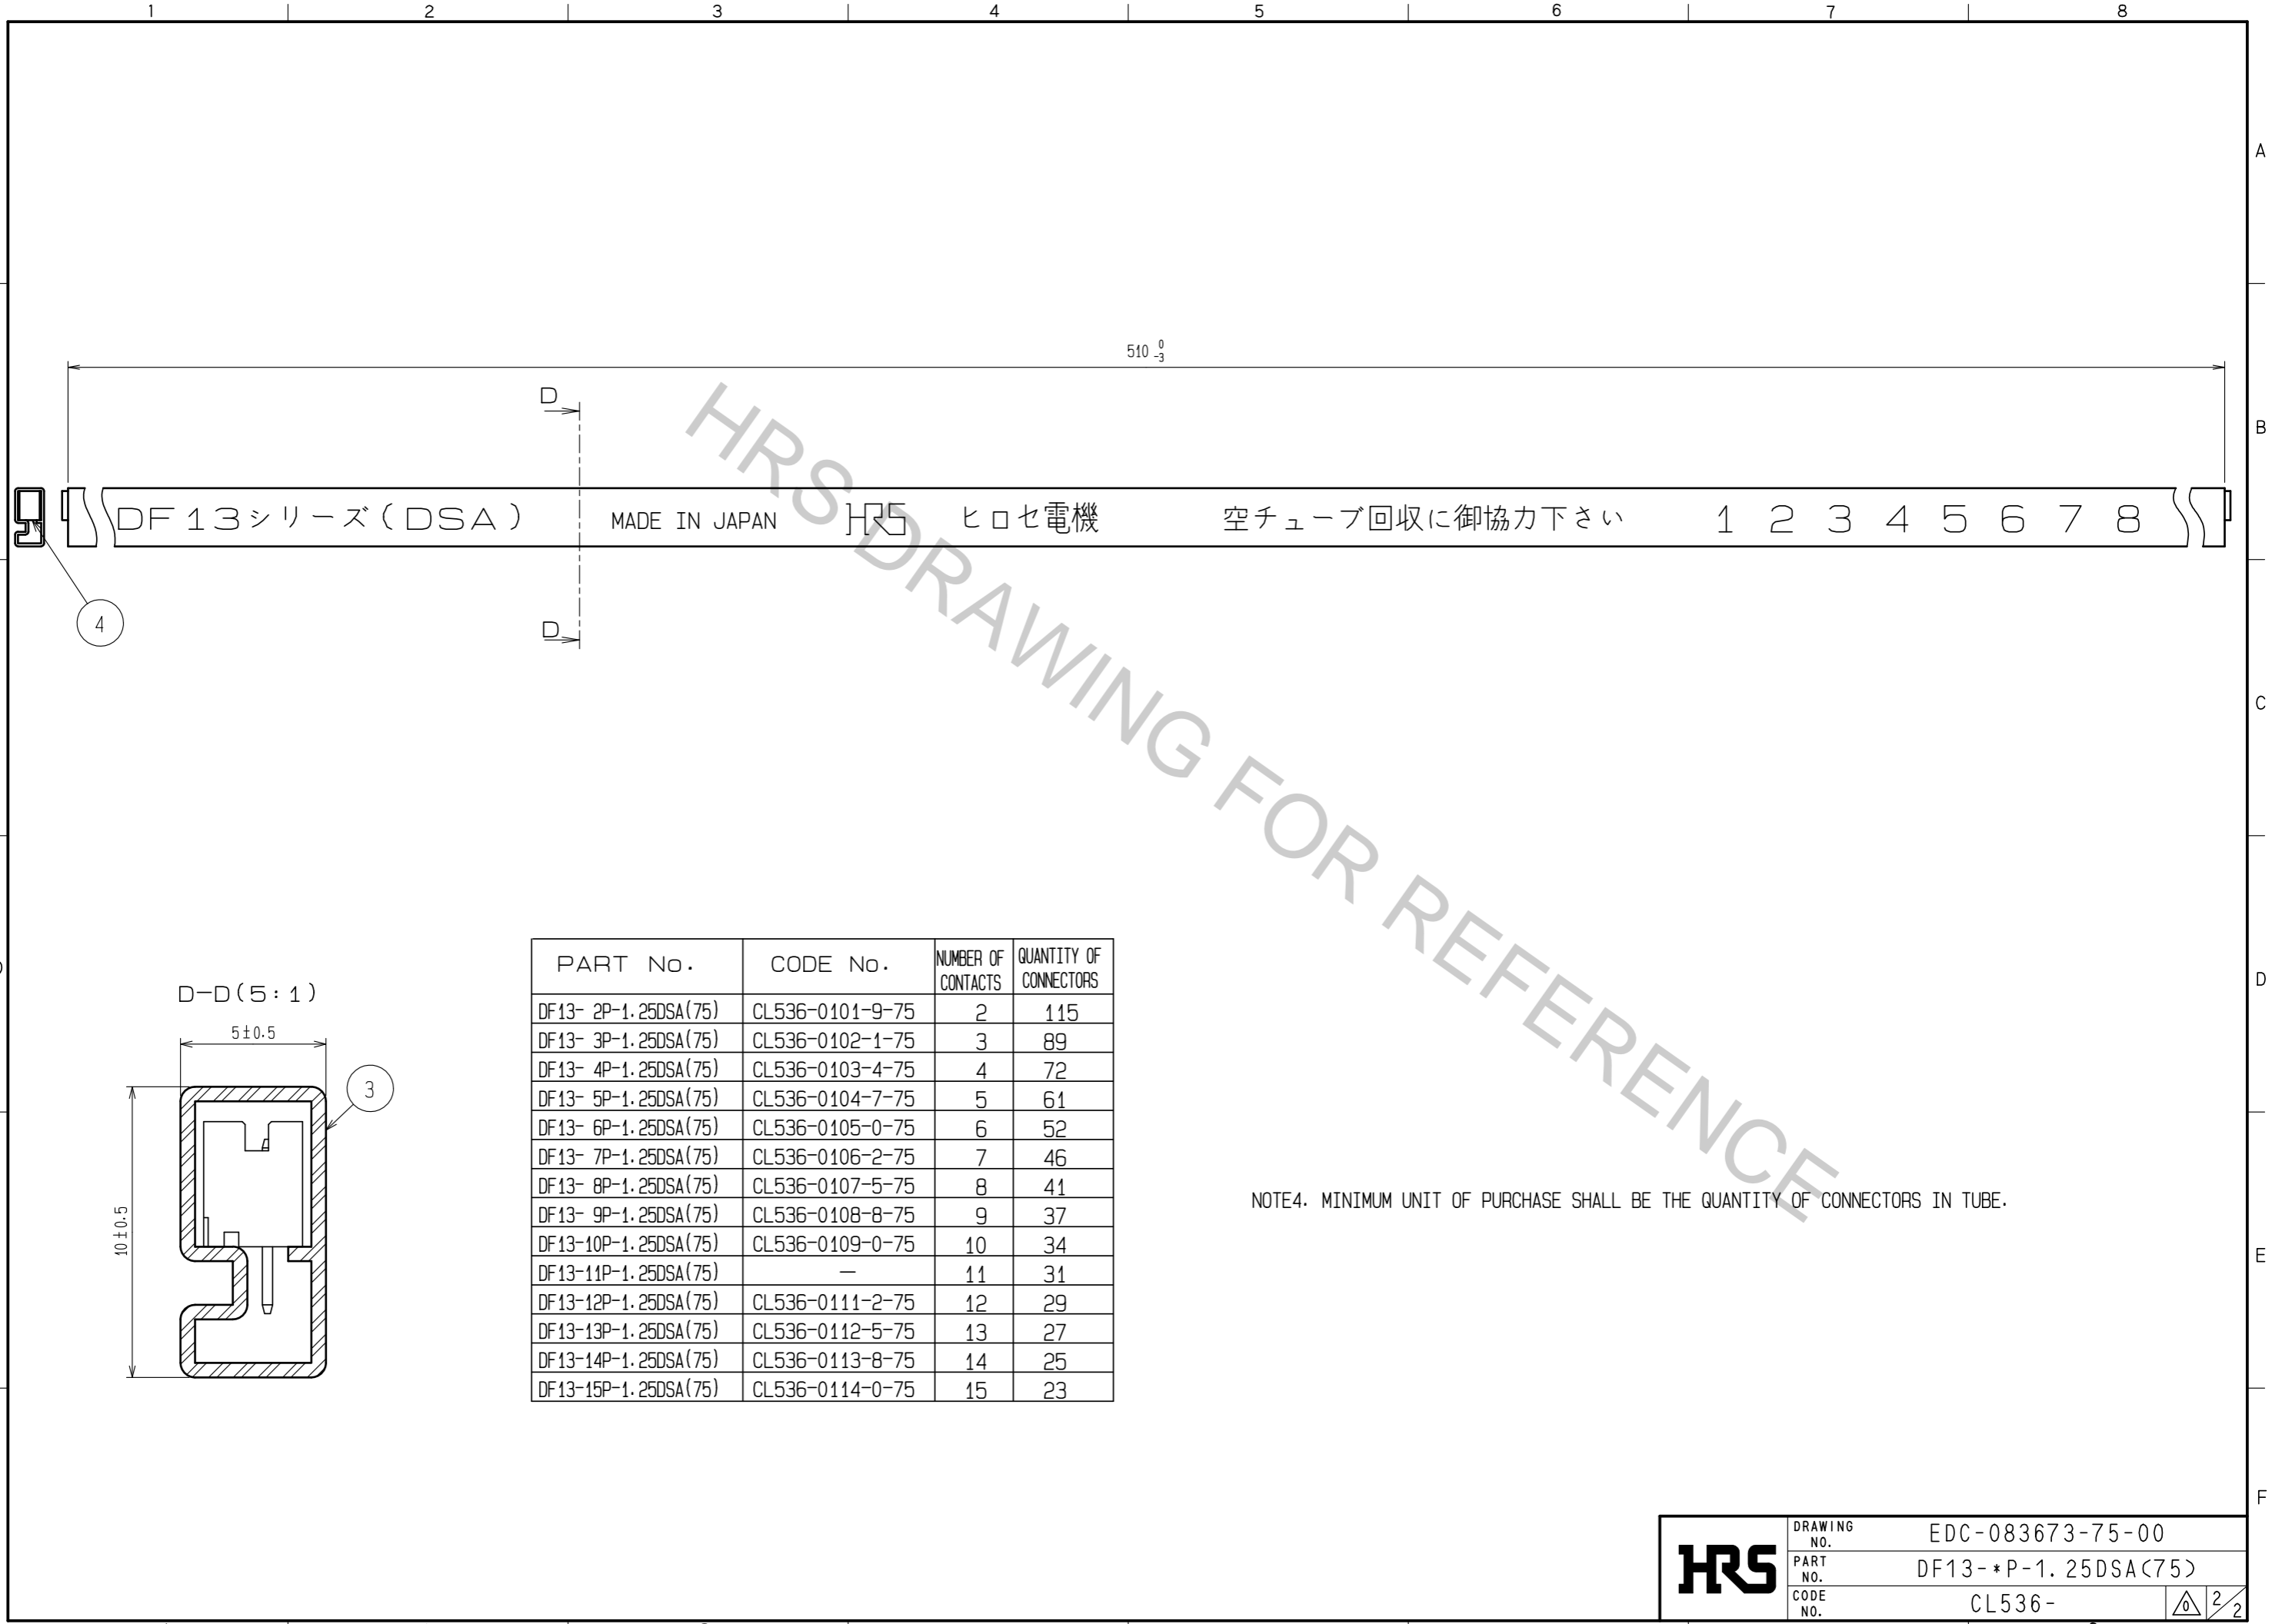 1 2 3 4 5 6 7 8
A
510 0 -3
D
B
DF13シリーズ(DSA) MADE IN JAPAN HRS ヒロセ電機 空チューブ回収に御協力下さい 1 2 3 4 5 6 7 8
4
D
HRS DRAWING FOR REFERENCE
C
D-D(5:1)
5±0.5
10±0.5
3
D
PART No. CODE No. NUMBER OF CONTACTS QUANTITY OF CONNECTORS
DF13- 2P-1.25DSA(75) CL536-0101-9-75 2 115
DF13- 3P-1.25DSA(75) CL536-0102-1-75 3 89
DF13- 4P-1.25DSA(75) CL536-0103-4-75 4 72
DF13- 5P-1.25DSA(75) CL536-0104-7-75 5 61
DF13- 6P-1.25DSA(75) CL536-0105-0-75 6 52
DF13- 7P-1.25DSA(75) CL536-0106-2-75 7 46
DF13- 8P-1.25DSA(75) CL536-0107-5-75 8 41
DF13- 9P-1.25DSA(75) CL536-0108-8-75 9 37
DF13-10P-1.25DSA(75) CL536-0109-0-75 10 34
DF13-11P-1.25DSA(75) — 11 31
DF13-12P-1.25DSA(75) CL536-0111-2-75 12 29
DF13-13P-1.25DSA(75) CL536-0112-5-75 13 27
DF13-14P-1.25DSA(75) CL536-0113-8-75 14 25
DF13-15P-1.25DSA(75) CL536-0114-0-75 15 23
NOTE4. MINIMUM UNIT OF PURCHASE SHALL BE THE QUANTITY OF CONNECTORS IN TUBE.
E
F
HRS
DRAWING NO. EDC-083673-75-00
PART NO. DF13-*P-1.25DSA(75)
CODE NO. CL536- 0 2/2